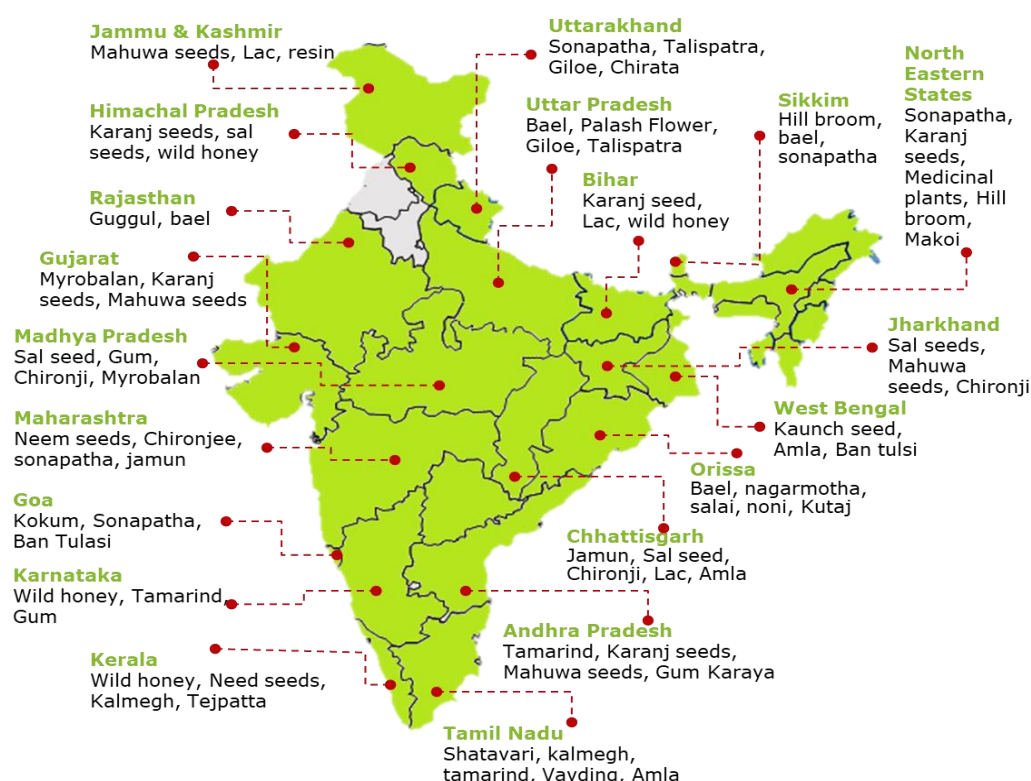 Jammu & Kashmir
Mahuwa seeds, Lac, resin
Uttarakhand
Sonapatha, Talispatra,
Giloe, Chirata
North
Eastern
States
Sonapatha,
Karanj
seeds,
Medicinal
plants, Hill
broom,
Makoi
Himachal Pradesh
Karanj seeds, sal
seeds, wild honey
Uttar Pradesh
Bael, Palash Flower,
Giloe, Talispatra
Sikkim
Hill broom,
bael,
sonapatha
Rajasthan
Guggul, bael
Bihar
Karanj seed,
Lac, wild honey
Gujarat
Myrobalan, Karanj
seeds, Mahuwa seeds
Madhya Pradesh
Sal seed, Gum,
Chironji, Myrobalan
Jharkhand
Sal seeds,
Mahuwa
seeds, Chironji
Maharashtra
Neem seeds, Chironjee,
sonapatha, jamun
West Bengal
Kaunch seed,
Amla, Ban tulsi
Orissa
Bael, nagarmotha,
salai, noni, Kutaj
Goa
Kokum, Sonapatha,
Ban Tulasi
Chhattisgarh
Jamun, Sal seed,
Chironji, Lac, Amla
Karnataka
Wild honey, Tamarind,
Gum
Andhra Pradesh
Tamarind, Karanj seeds,
Mahuwa seeds, Gum Karaya
Kerala
Wild honey, Need seeds,
Kalmegh, Tejpatta
Tamil Nadu
Shatavari, kalmegh,
tamarind, Vayding, Amla